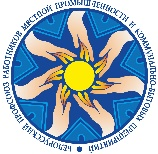 БЕЛОРУССКИЙ ПРОФСОЮЗ РАБОТНИКОВ МЕСТНОЙ ПРОМЫШЛЕННОСТИ И КОММУНАЛЬНО-БЫТОВЫХ ПРЕДПРИЯТИЙ